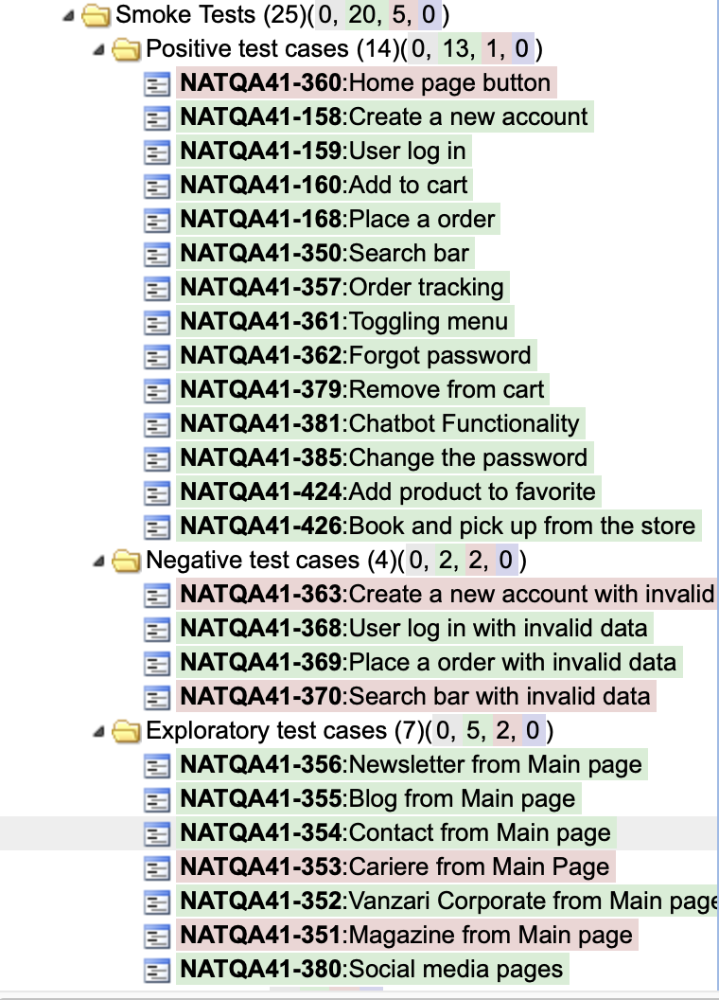 Smoke Tests (25)(0, 20, 5, 0)
Positive test cases (14)(0, 13, 1, 0)
NATQA41-360:Home page button
NATQA41-158:Create a new account
NATQA41-159:User log in
NATQA41-160:Add to cart
NATQA41-168:Place a order
NATQA41-350:Search bar
NATQA41-357:Order tracking
NATQA41-361:Toggling menu
NATQA41-362:Forgot password
NATQA41-379:Remove from cart
NATQA41-381:Chatbot Functionality
NATQA41-385:Change the password
NATQA41-424:Add product to favorite
NATQA41-426:Book and pick up from the store
Negative test cases (4)(0, 2, 2, 0)
NATQA41-363:Create a new account with invalid
NATQA41-368:User log in with invalid data
NATQA41-369:Place a order with invalid data
NATQA41-370:Search bar with invalid data
Exploratory test cases (7)(0, 5, 2, 0)
NATQA41-356:Newsletter from Main page
NATQA41-355:Blog from Main page
NATQA41-354:Contact from Main page
NATQA41-353:Cariere from Main Page
NATQA41-352:Vanzari Corporate from Main page
NATQA41-351:Magazine from Main page
NATQA41-380:Social media pages